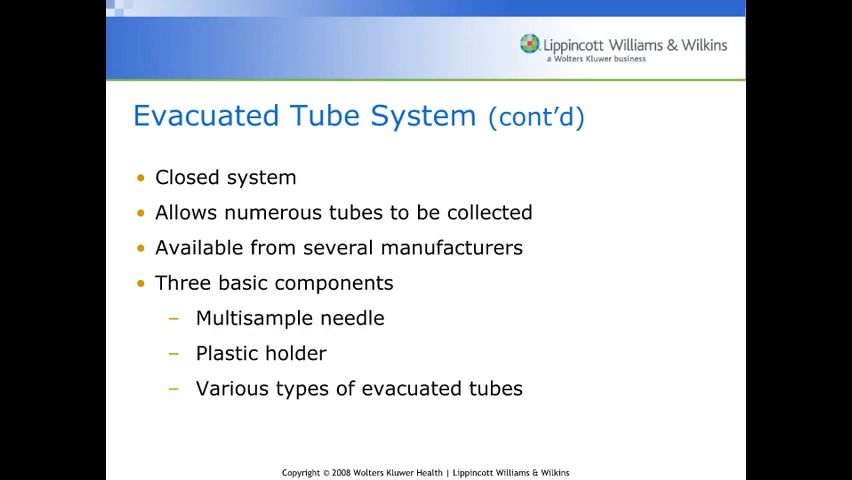 Lippincott Williams & Wilkins
a Wolters Kluwer business
Evacuated Tube System (cont’d)
• Closed system
• Allows numerous tubes to be collected
• Available from several manufacturers
• Three basic components
– Multisample needle
– Plastic holder
– Various types of evacuated tubes
Copyright © 2008 Wolters Kluwer Health | Lippincott Williams & Wilkins